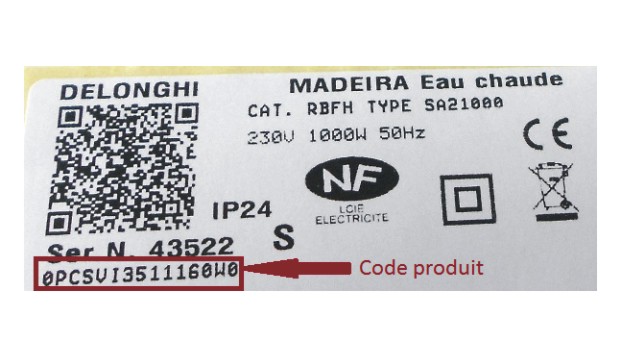 DELONGHI
MADEIRA Eau chaude
CAT. RBFH TYPE SA21000
230V 1000W 50Hz
CE
NF
LCIE
ELECTRICITE
IP24
S
Ser N. 43522
0PCSVI3511160W0
Code produit